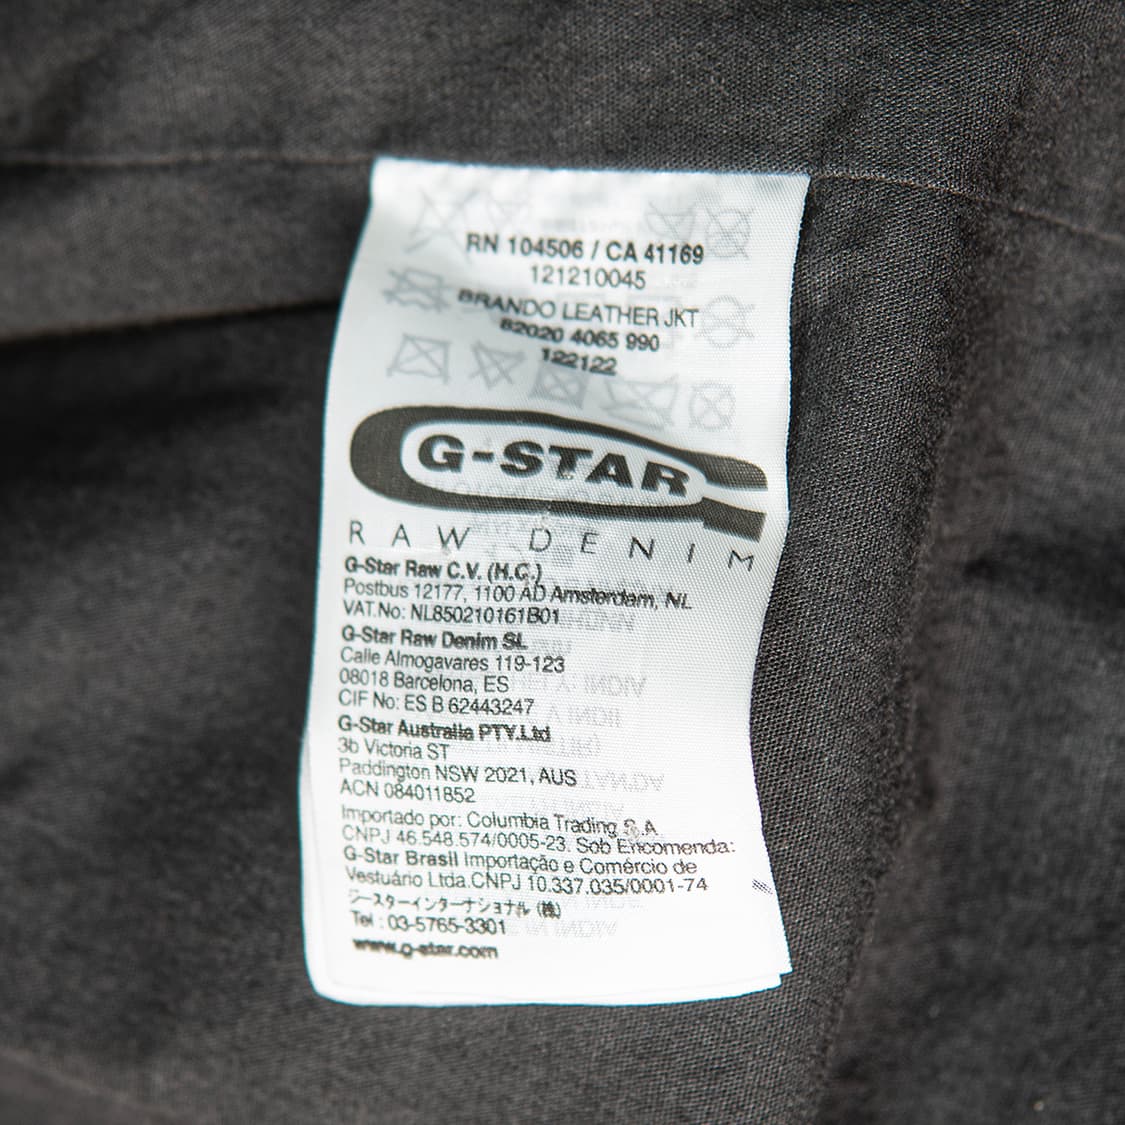 RN 104506 / CA 41169
121210045
BRANDO LEATHER JKT
82020 4065 990
122122
G-STAR
RAW DENIM
G-Star Raw C.V. (H.G.)
Postbus 12177, 1100 AD Amsterdam, NL
VAT.No: NL850210161B01
G-Star Raw Denim SL
Calle Almogavares 119-123
08018 Barcelona, ES
CIF No: ES B 62443247
G-Star Australia PTY.Ltd
3b Victoria ST
Paddington NSW 2021, AUS
ACN 084011852
Importado por: Columbia Trading S.A.
CNPJ 46.548.574/0005-23. Sob Encomenda:
G-Star Brasil Importação e Comércio de
Vestuário Ltda.CNPJ 10.337.035/0001-74
ジースターインターナショナル (株)
Tel : 03-5765-3301
www.g-star.com